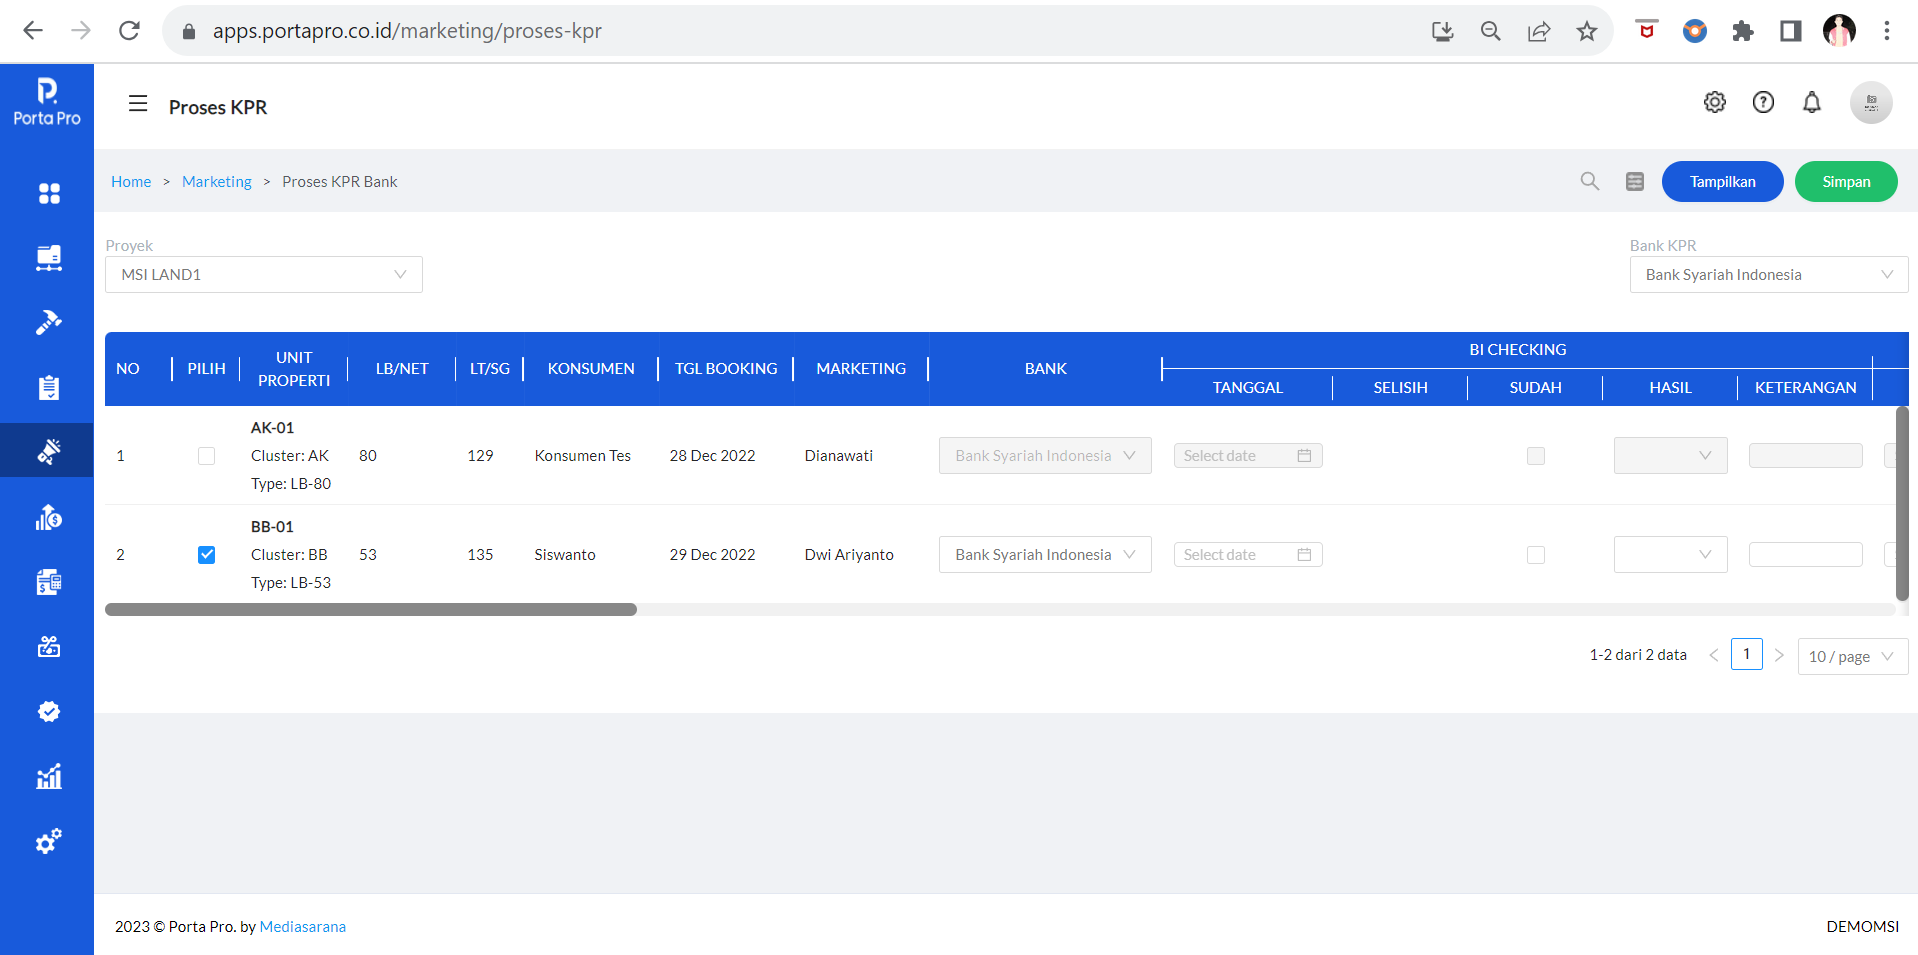 apps.portapro.co.id/marketing/proses-kpr
Porta Pro
Proses KPR
Home > Marketing > Proses KPR Bank
Tampilkan
Simpan
Proyek
MSI LAND1
Bank KPR
Bank Syariah Indonesia
NO
PILIH
UNIT
PROPERTI
LB/NET
LT/SG
KONSUMEN
TGL BOOKING
MARKETING
BANK
BI CHECKING
TANGGAL
SELISIH
SUDAH
HASIL
KETERANGAN
AK-01
1
Cluster: AK
80
129
Konsumen Tes
28 Dec 2022
Dianawati
Bank Syariah Indonesia
Select date
Type: LB-80
BB-01
2
Cluster: BB
53
135
Siswanto
29 Dec 2022
Dwi Ariyanto
Bank Syariah Indonesia
Select date
Type: LB-53
1-2 dari 2 data
1
10 / page
2023 © Porta Pro. by Mediasarana
DEMOMSI